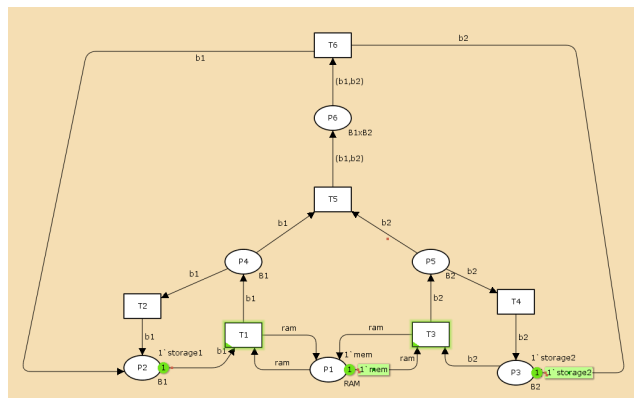 T6
b1
b2
(b1,b2)
P6
B1xB2
(b1,b2)
T5
b1
b2
P4
B1
P5
B2
b1
b2
T2
T4
b1
b2
T1
ram
ram
T3
b1
b2
1`storage1
b1
P2
1
B1
ram
1`mem
P1
1
1`mem
RAM
ram
b2
1`storage2
P3
1
1`storage2
B2